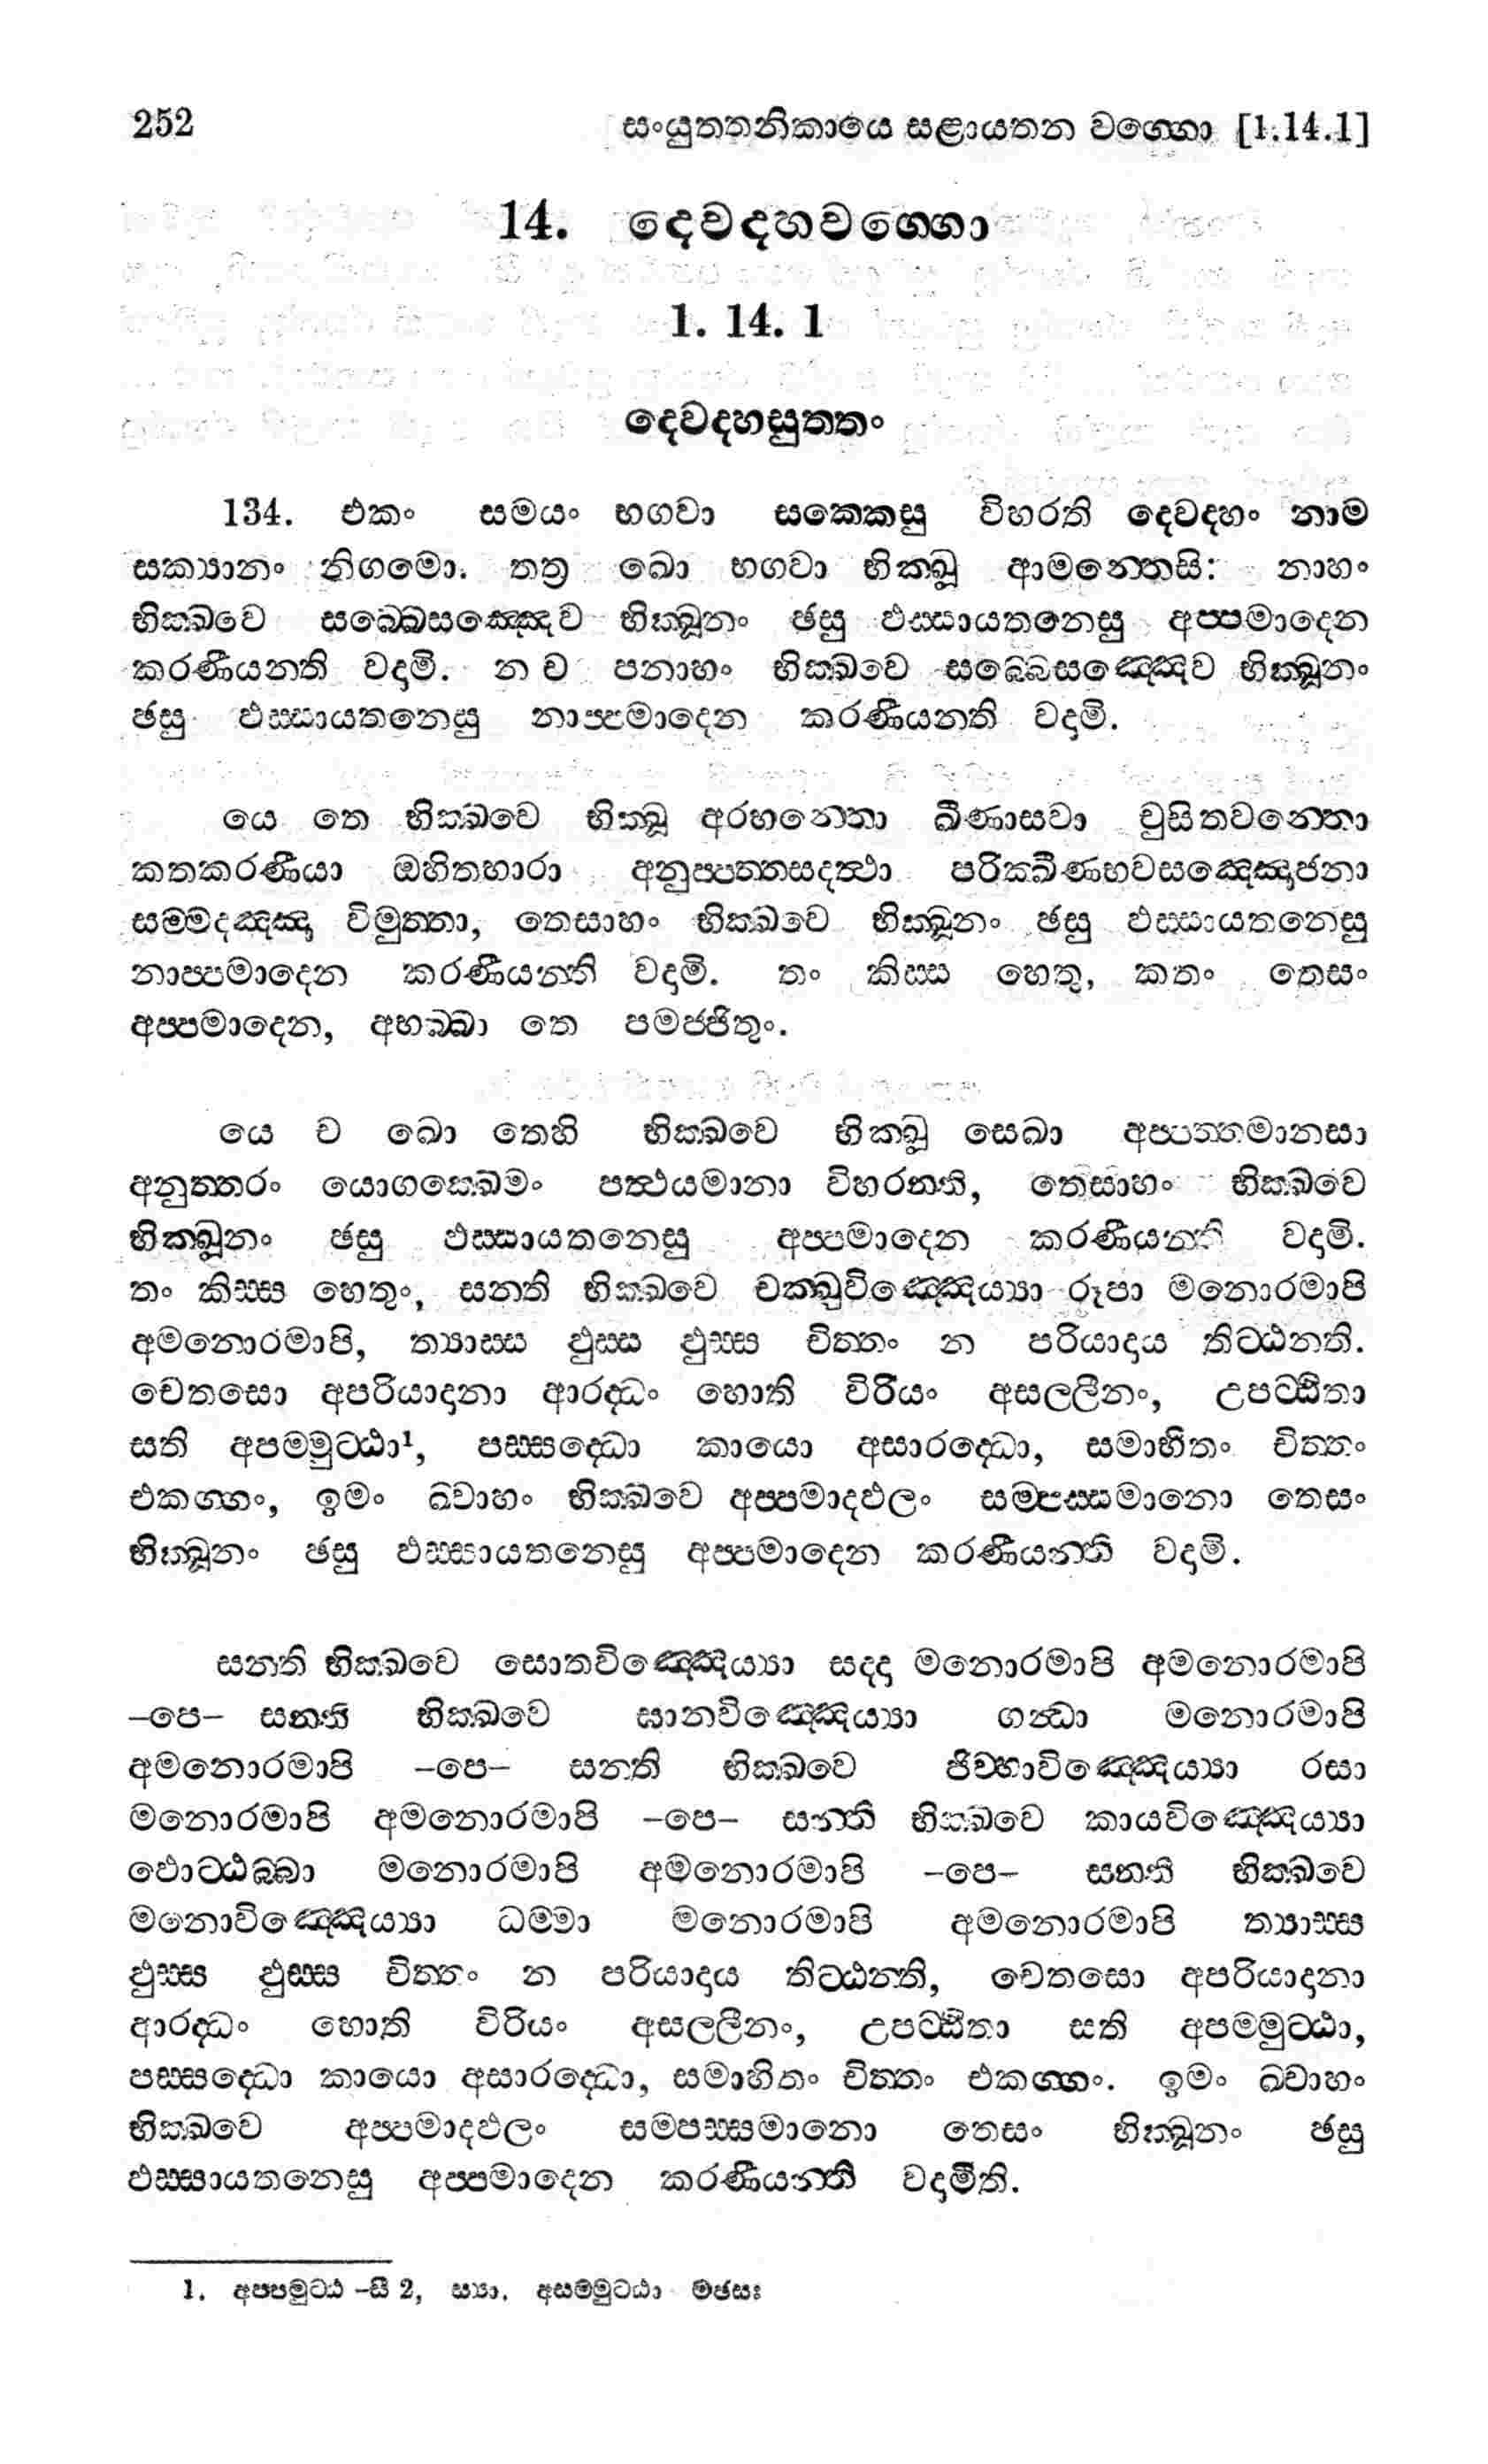 252 සංයුත‍්තනිකායෙ සළායතන වග‍්ගො [1.14.1]
14. දෙවදහවග‍්ගො
1. 14. 1
දෙවදහසුත‍්තං
134. එකං සමයං භගවා සක‍්කෙසු විහරති දෙවදහං නාම
සක්‍යානං නිගමො. තත්‍ර ඛො භගවා භික‍්ඛූ ආමන‍්තෙසි: නාහං
භික‍්ඛවෙ සබ‍්බෙසඤ‍්ඤෙව භික‍්ඛූනං ඡසු ඵස‍්සායතනෙසු අප‍්පමාදෙන
කරණීයන‍්ති වදාමි. න ච පනාහං භික‍්ඛවෙ සබ‍්බෙසඤ‍්ඤෙව භික‍්ඛූනං
ඡසු ඵස‍්සායතනෙසු නාප‍්පමාදෙන කරණීයන‍්ති වදාමි.
යෙ තෙ භික‍්ඛවෙ භික‍්ඛූ අරහන‍්තො ඛීණාසවා වුසිතවන‍්තො
කතකරණීයා ඔහිතභාරා අනුප‍්පත‍්තසදත්‍ථා පරික‍්ඛීණභවසඤ‍්ඤොජනා
සම‍්මදඤ‍්ඤා විමුත‍්තා, තෙසාහං භික‍්ඛවෙ භික‍්ඛූනං ඡසු ඵස‍්සායතනෙසු
නාප‍්පමාදෙන කරණීයන‍්ති වදාමි. තං කිස‍්ස හෙතු, කතං තෙසං
අප‍්පමාදෙන, අභබ‍්බා තෙ පමජ‍්ජිතුං.
යෙ ච ඛො තෙහි භික‍්ඛවෙ භික‍්ඛූ සෙඛා අප‍්පත‍්තමානසා
අනුත‍්තරං යොගක‍්ඛෙමං පත්‍ථයමානා විහරන‍්ති, තෙසාහං භික‍්ඛවෙ
භික‍්ඛූනං ඡසු ඵස‍්සායතනෙසු අප‍්පමාදෙන කරණීයන‍්ති වදාමි.
තං කිස‍්ස හෙතුං, සන‍්ති භික‍්ඛවෙ චක‍්ඛුවිඤ‍්ඤෙය්‍යා රූපා මනොරමාපි
අමනොරමාපි, ත්‍යාස‍්ස ඵුස‍්ස ඵුස‍්ස චිත‍්තං න පරියාදාය තිට‍්ඨන‍්ති.
චෙතසො අපරියාදානා ආරද්‍ධං හොති විරියං අසල‍්ලීනං, උපට‍්ඨිතා
සති අපම‍්මුට‍්ඨා¹, පස‍්සද්‍ධො කායො අසාරද්‍ධො, සමාහිතං චිත‍්තං
එකග‍්ගං, ඉමං ඛ්වාහං භික‍්ඛවෙ අප‍්පමාදඵලං සම‍්පස‍්සමානො තෙසං
භික‍්ඛූනං ඡසු ඵස‍්සායතනෙසු අප‍්පමාදෙන කරණීයන‍්ති වදාමි.
සන‍්ති භික‍්ඛවෙ සොතවිඤ‍්ඤෙය්‍යා සද‍්දා මනොරමාපි අමනොරමාපි
–පෙ– සන‍්ති භික‍්ඛවෙ ඝානවිඤ‍්ඤෙය්‍යා ගන්‍ධා මනොරමාපි
අමනොරමාපි –පෙ– සන‍්ති භික‍්ඛවෙ ජිව‍්හාවිඤ‍්ඤෙය්‍යා රසා
මනොරමාපි අමනොරමාපි –පෙ– සන‍්ති භික‍්ඛවෙ කායවිඤ‍්ඤෙය්‍යා
ඵොට‍්ඨබ‍්බා මනොරමාපි අමනොරමාපි –පෙ– සන‍්ති භික‍්ඛවෙ
මනොවිඤ‍්ඤෙය්‍යා ධම‍්මා මනොරමාපි අමනොරමාපි ත්‍යාස‍්ස
ඵුස‍්ස ඵුස‍්ස චිත‍්තං න පරියාදාය තිට‍්ඨන‍්ති, චෙතසො අපරියාදානා
ආරද්‍ධං හොති විරියං අසල‍්ලීනං, උපට‍්ඨිතා සති අපම‍්මුට‍්ඨා,
පස‍්සද්‍ධො කායො අසාරද්‍ධො, සමාහිතං චිත‍්තං එකග‍්ගං. ඉමං ඛ්වාහං
භික‍්ඛවෙ අප‍්පමාදඵලං සම‍්පස‍්සමානො තෙසං භික‍්ඛූනං ඡසු
ඵස‍්සායතනෙසු අප‍්පමාදෙන කරණීයන‍්ති වදාමීති.
1. අප‍්පමුට‍්ඨ –සී 2, ස්‍යා. අසම‍්මුට‍්ඨා මඡසං